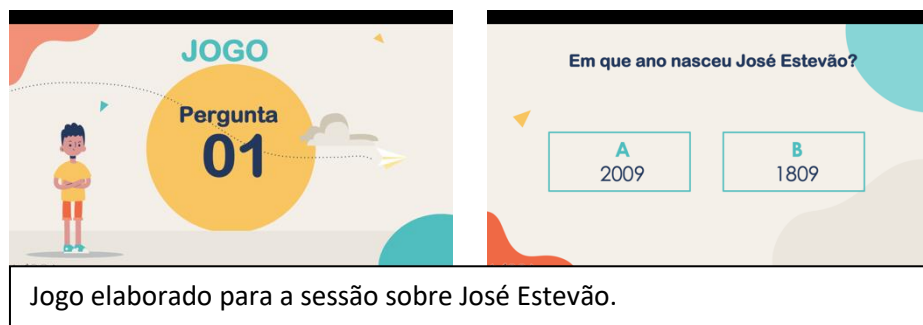 JOGO
Pergunta
01
Em que ano nasceu José Estevão?
A
2009
B
1809
Jogo elaborado para a sessão sobre José Estevão.